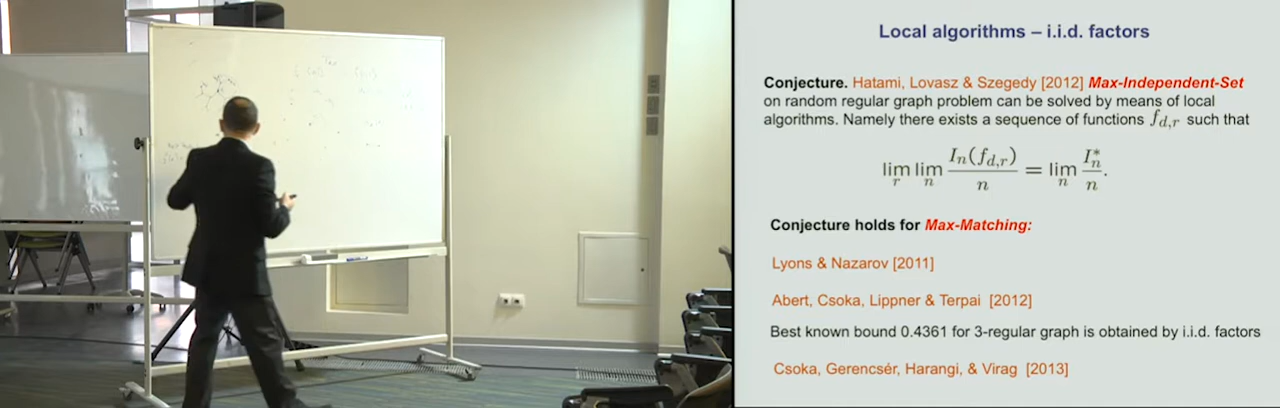 Local algorithms – i.i.d. factors
Conjecture. Hatami, Lovasz & Szegedy [2012] Max-Independent-Set
on random regular graph problem can be solved by means of local
algorithms. Namely there exists a sequence of functions f_{d,r} such that
lim_r lim_n I_n(f_{d,r})/n = lim_n I_n^*/n.
Conjecture holds for Max-Matching:
Lyons & Nazarov [2011]
Abert, Csoka, Lippner & Terpai [2012]
Best known bound 0.4361 for 3-regular graph is obtained by i.i.d. factors
Csoka, Gerencsér, Harangi, & Virag [2013]